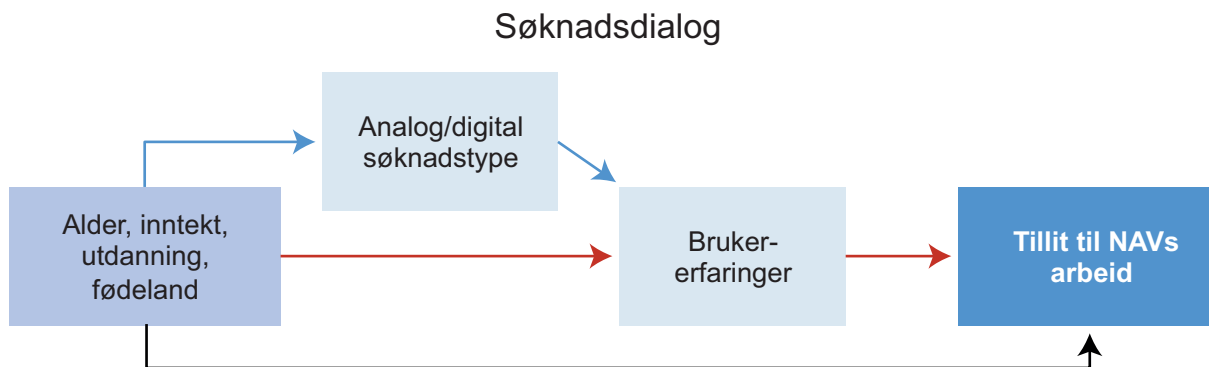 Søknadsdialog
Analog/digital
søknadstype
Alder, inntekt,
utdanning,
fødeland
Bruker-
erfaringer
Tillit til NAVs
arbeid